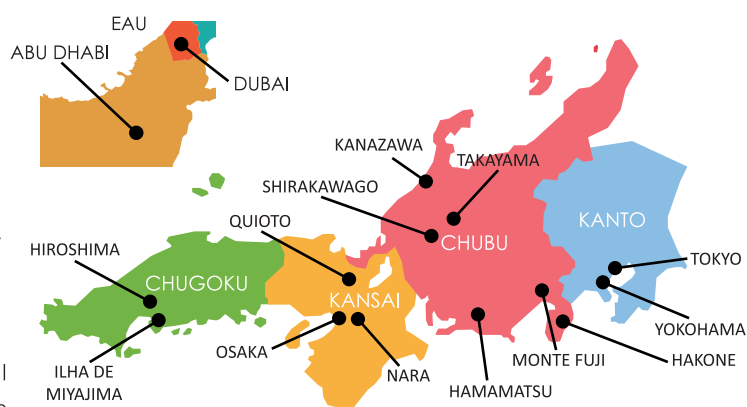 EAU
ABU DHABI
DUBAI
KANAZAWA
TAKAYAMA
SHIRAKAWAGO
QUIOTO
KANTO
HIROSHIMA
CHUBU
TOKYO
CHUGOKU
KANSAI
YOKOHAMA
OSAKA
MONTE FUJI
HAKONE
ILHA DE
MIYAJIMA
NARA
HAMAMATSU